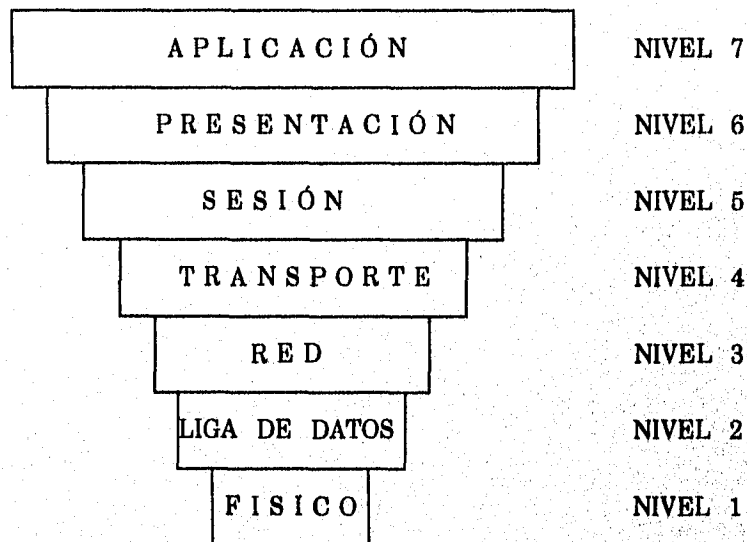 APLICACIÓN NIVEL 7
PRESENTACIÓN NIVEL 6
SESIÓN NIVEL 5
TRANSPORTE NIVEL 4
RED NIVEL 3
LIGA DE DATOS NIVEL 2
FISICO NIVEL 1